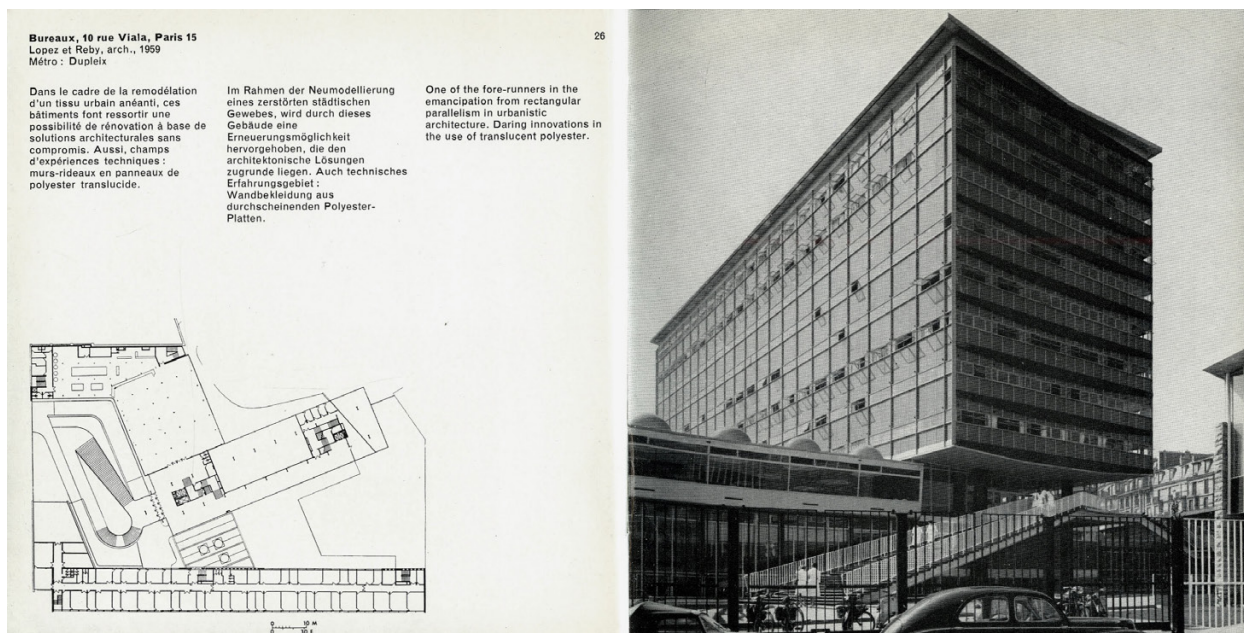 Bureaux, 10 rue Viala, Paris 15
Lopez et Reby, arch., 1959
Métro : Dupleix
26
Dans le cadre de la remodélation
d'un tissu urbain anéanti, ces
bâtiments font ressortir une
possibilité de rénovation à base de
solutions architecturales sans
compromis. Aussi, champs
d'expériences techniques :
murs-rideaux en panneaux de
polyester translucide.
Im Rahmen der Neumodellierung
eines zerstörten städtischen
Gewebes, wird durch dieses
Gebäude eine
Erneuerungsmöglichkeit
hervorgehoben, die den
architektonische Lösungen
zugrunde liegen. Auch technisches
Erfahrungsgebiet :
Wandbekleidung aus
durchscheinenden Polyester-
Platten.
One of the fore-runners in the
emancipation from rectangular
parallelism in urbanistic
architecture. Daring innovations in
the use of translucent polyester.
0 10 M